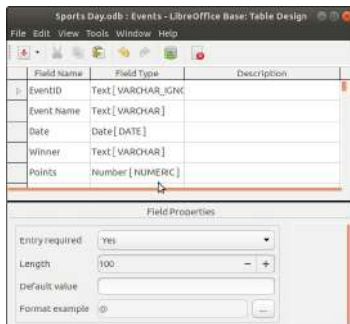 Sports Day.odb : Events - LibreOffice Base: Table Design
File Edit View Tools Window Help
Field Name Field Type Description
EventID Text [ VARCHAR_IGNC
Event Name Text [ VARCHAR ]
Date Date [ DATE ]
Winner Text [ VARCHAR ]
Points Number [ NUMERIC ]
Field Properties
Entry required Yes
Length 100
Default value
Format example @
...